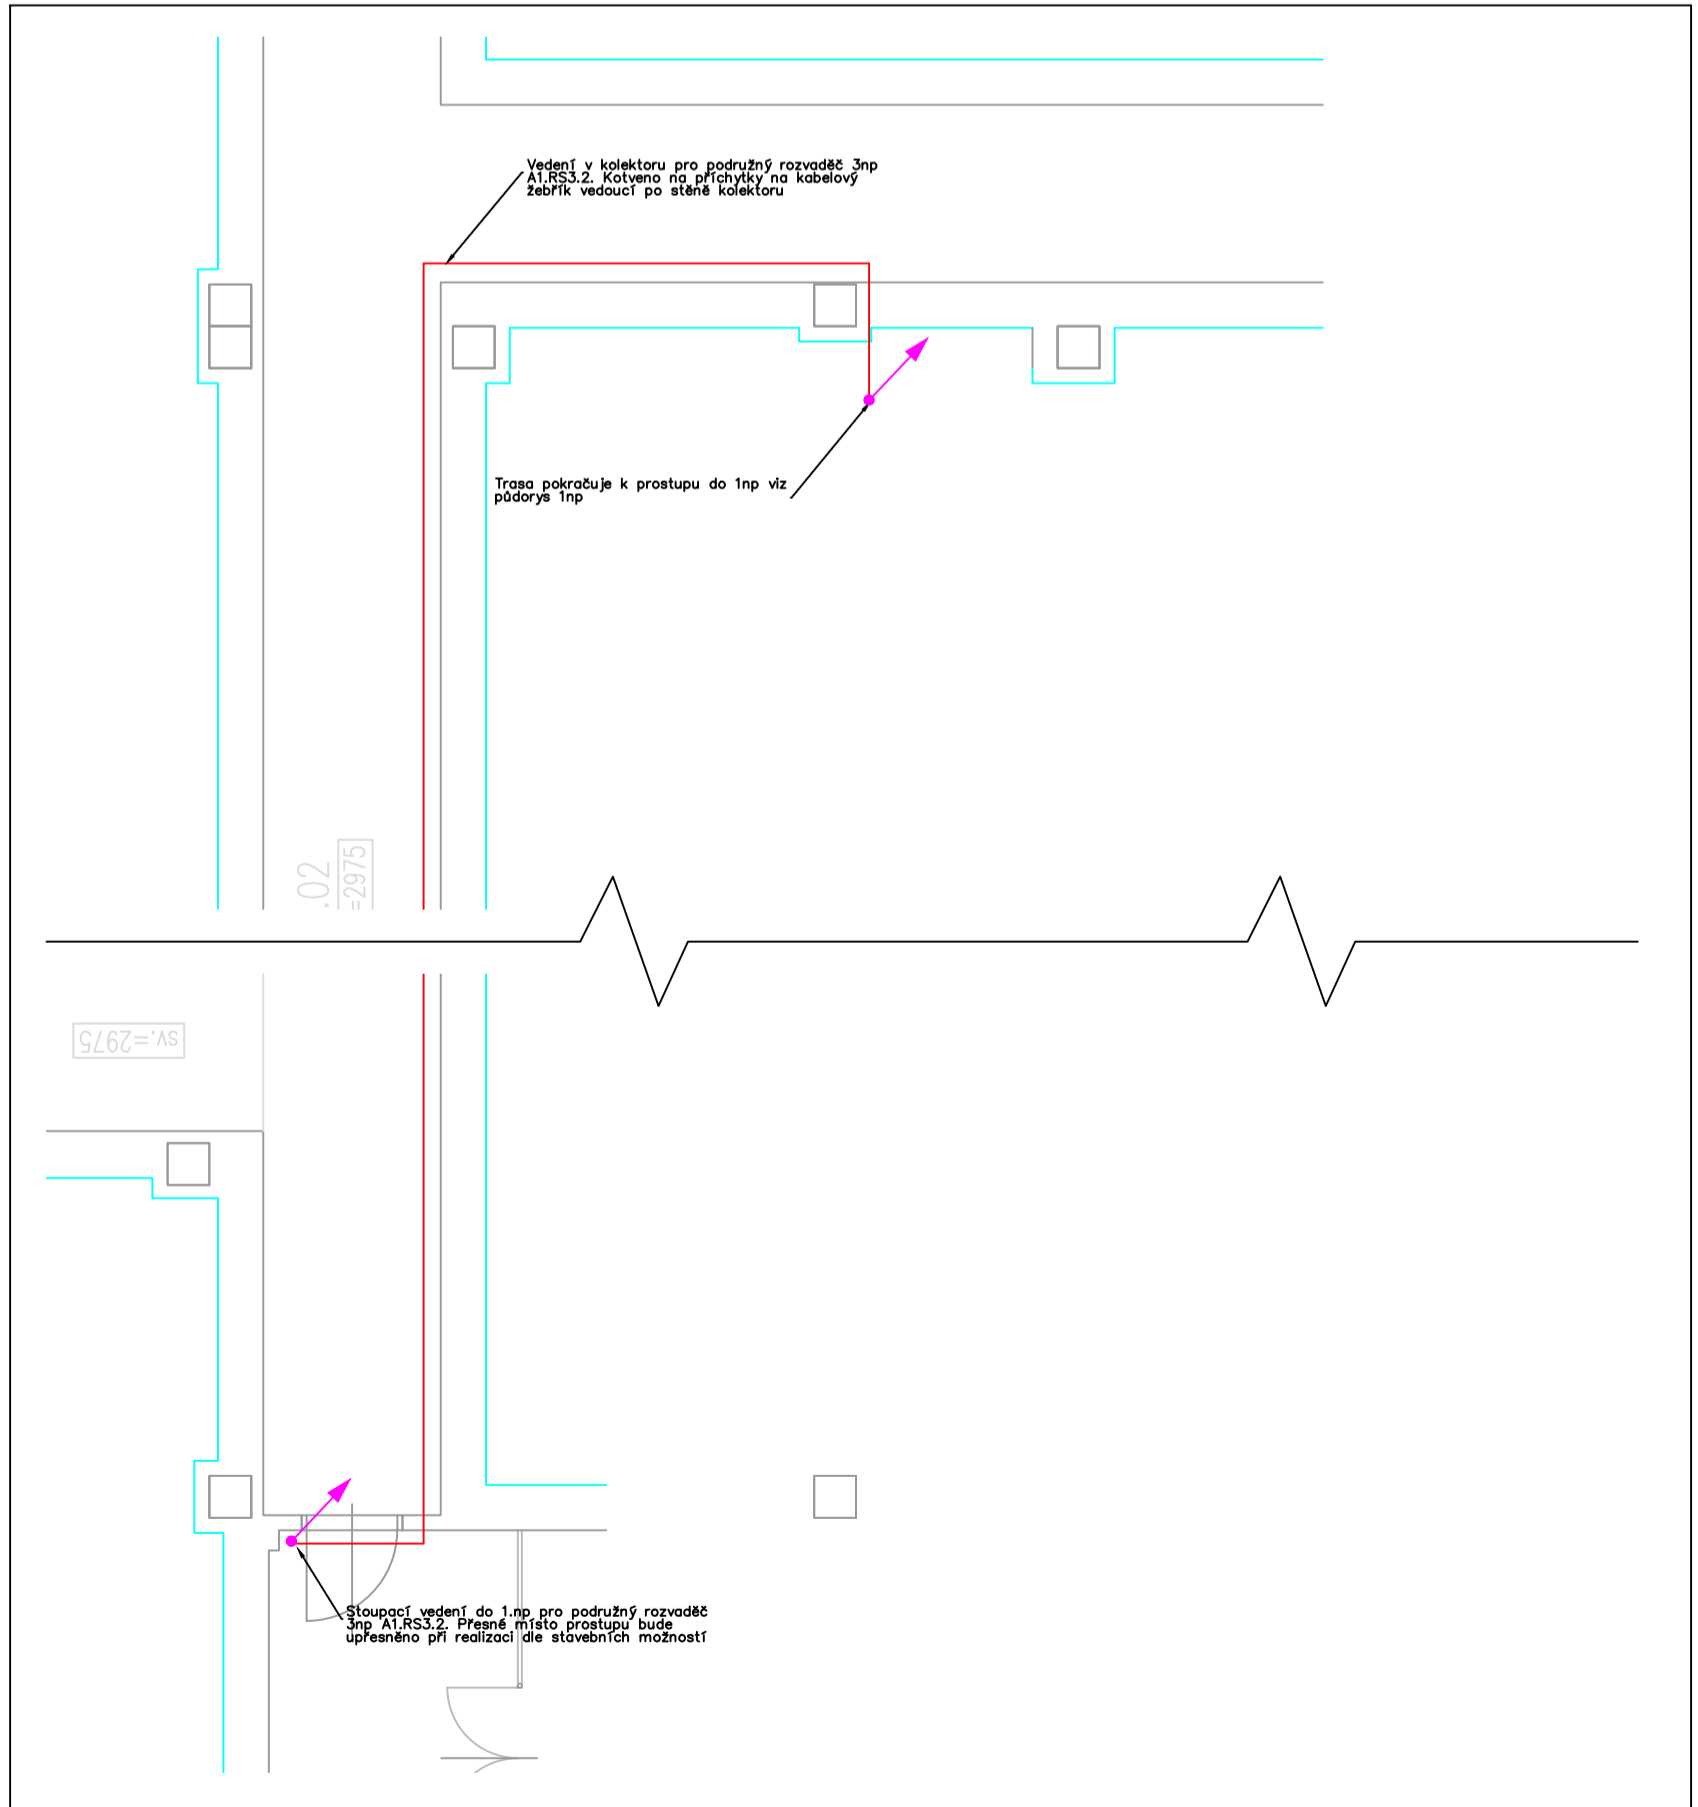 Vedení v kolektoru pro podružný rozvaděč 3np
A1.RS3.2. Kotveno na příchytky na kabelový
žebřík vedoucí po stěně kolektoru
Trasa pokračuje k prostupu do 1np viz
půdorys 1np
.02
=2975
sv.=2975
Stoupací vedení do 1.np pro podružný rozvaděč
3np A1.RS3.2. Přesné místo prostupu bude
upřesněno při realizaci dle stavebních možností